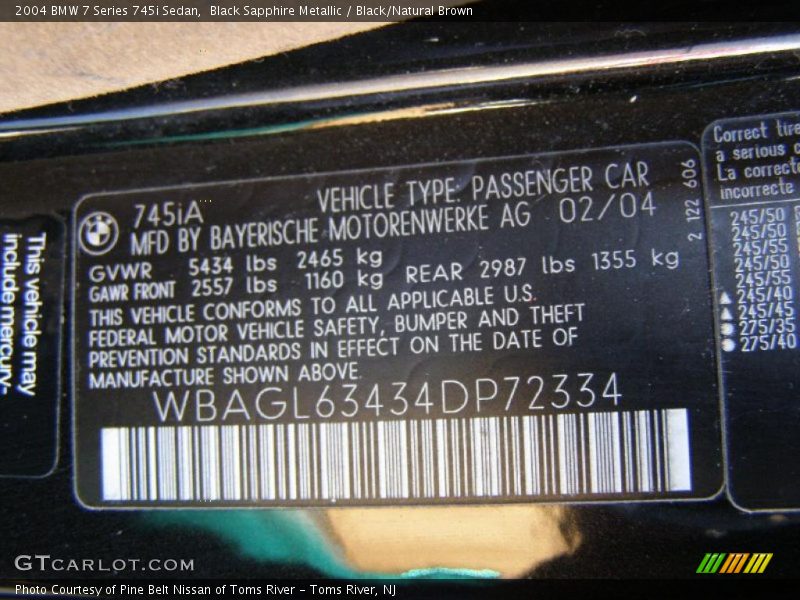 2004 BMW 7 Series 745i Sedan,  Black Sapphire Metallic / Black/Natural Brown
This vehicle may
include mercury-
745iA
VEHICLE TYPE: PASSENGER CAR
MFD BY BAYERISCHE MOTORENWERKE AG 02/04
GVWR 5434 lbs 2465 kg
GAWR FRONT 2557 lbs 1160 kg REAR 2987 lbs 1355 kg
THIS VEHICLE CONFORMS TO ALL APPLICABLE U.S.
FEDERAL MOTOR VEHICLE SAFETY, BUMPER AND THEFT
PREVENTION STANDARDS IN EFFECT ON THE DATE OF
MANUFACTURE SHOWN ABOVE.
WBAGL63434DP72334
2 122 606
Correct tire
a serious
La correcte
incorrecte
245/50
245/50
245/55
245/50
245/55
245/40
245/45
275/35
275/40
GTCARLOT.COM
Photo Courtesy of Pine Belt Nissan of Toms River – Toms River, NJ